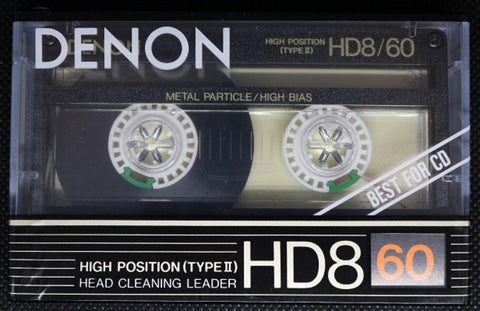 DENON
DENON HIGH POSITION (TYPE II) HD8/60
METAL PARTICLE/HIGH BIAS
BEST FOR CD
HIGH POSITION (TYPE II) HD8 60
HEAD CLEANING LEADER